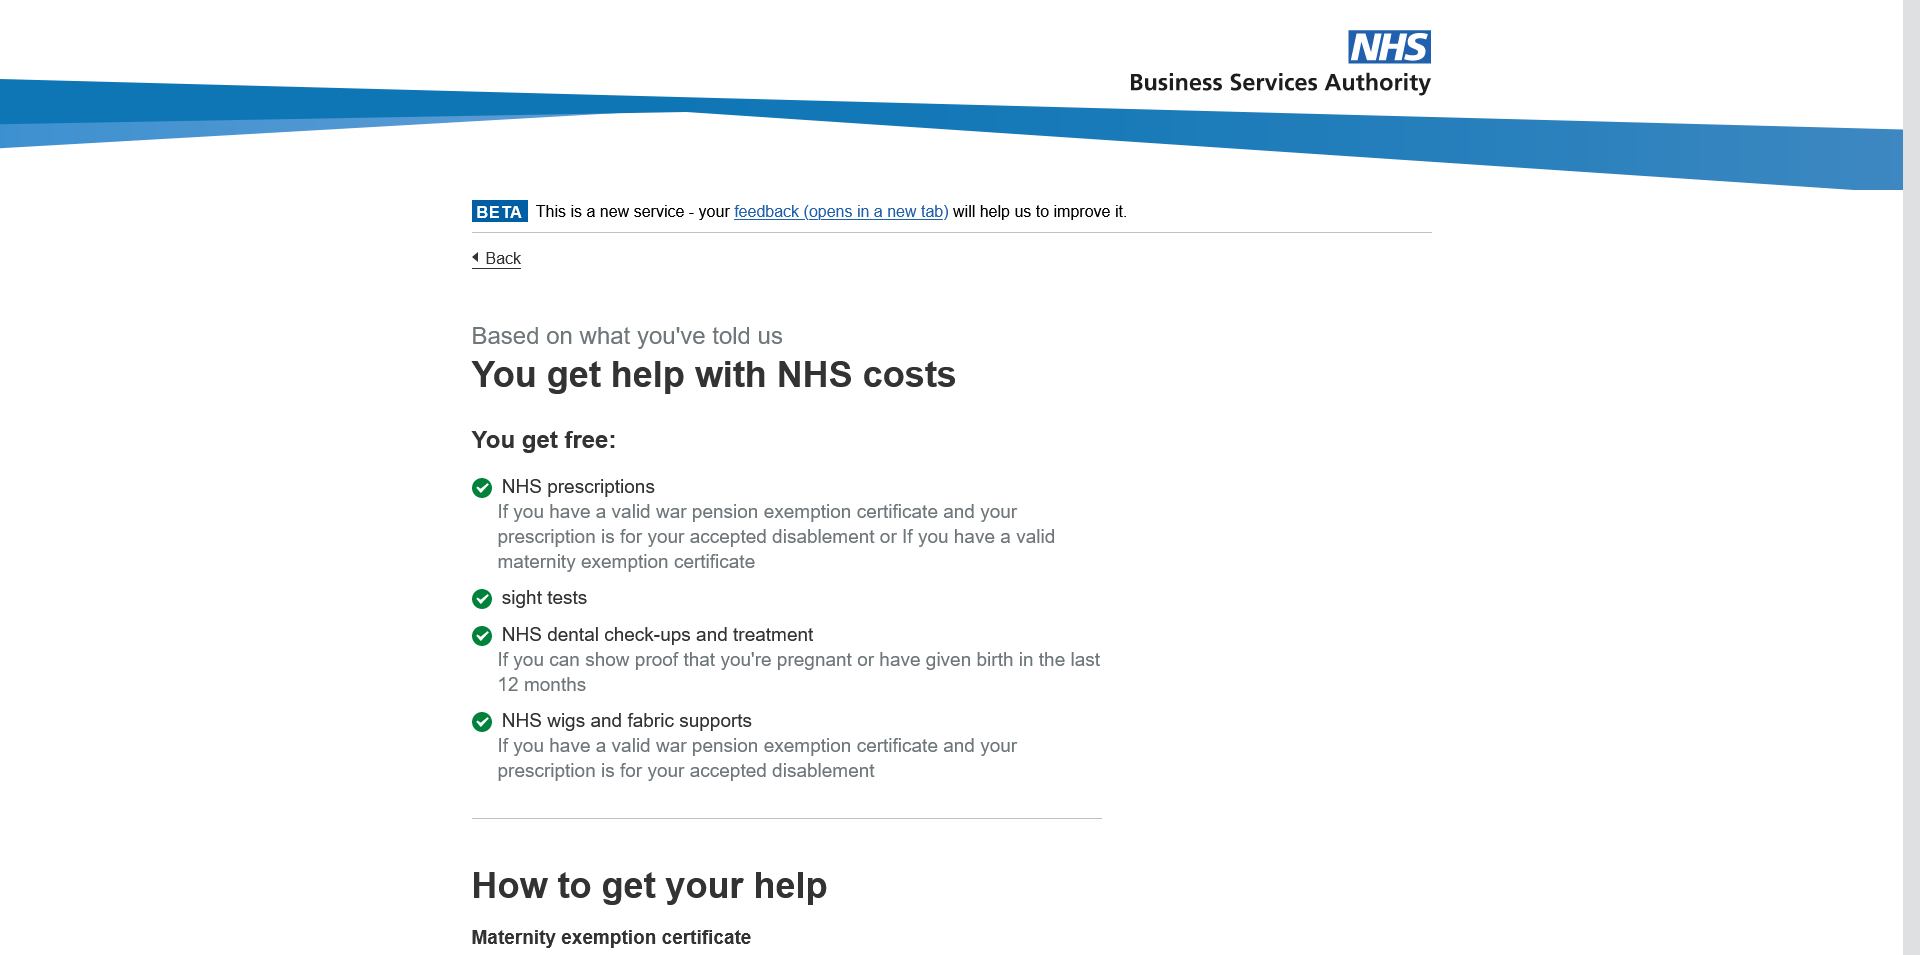 NHS
Business Services Authority
BETA This is a new service - your feedback (opens in a new tab) will help us to improve it.
Back
Based on what you've told us
You get help with NHS costs
You get free:
NHS prescriptions
If you have a valid war pension exemption certificate and your
prescription is for your accepted disablement or If you have a valid
maternity exemption certificate
sight tests
NHS dental check-ups and treatment
If you can show proof that you're pregnant or have given birth in the last
12 months
NHS wigs and fabric supports
If you have a valid war pension exemption certificate and your
prescription is for your accepted disablement
How to get your help
Maternity exemption certificate